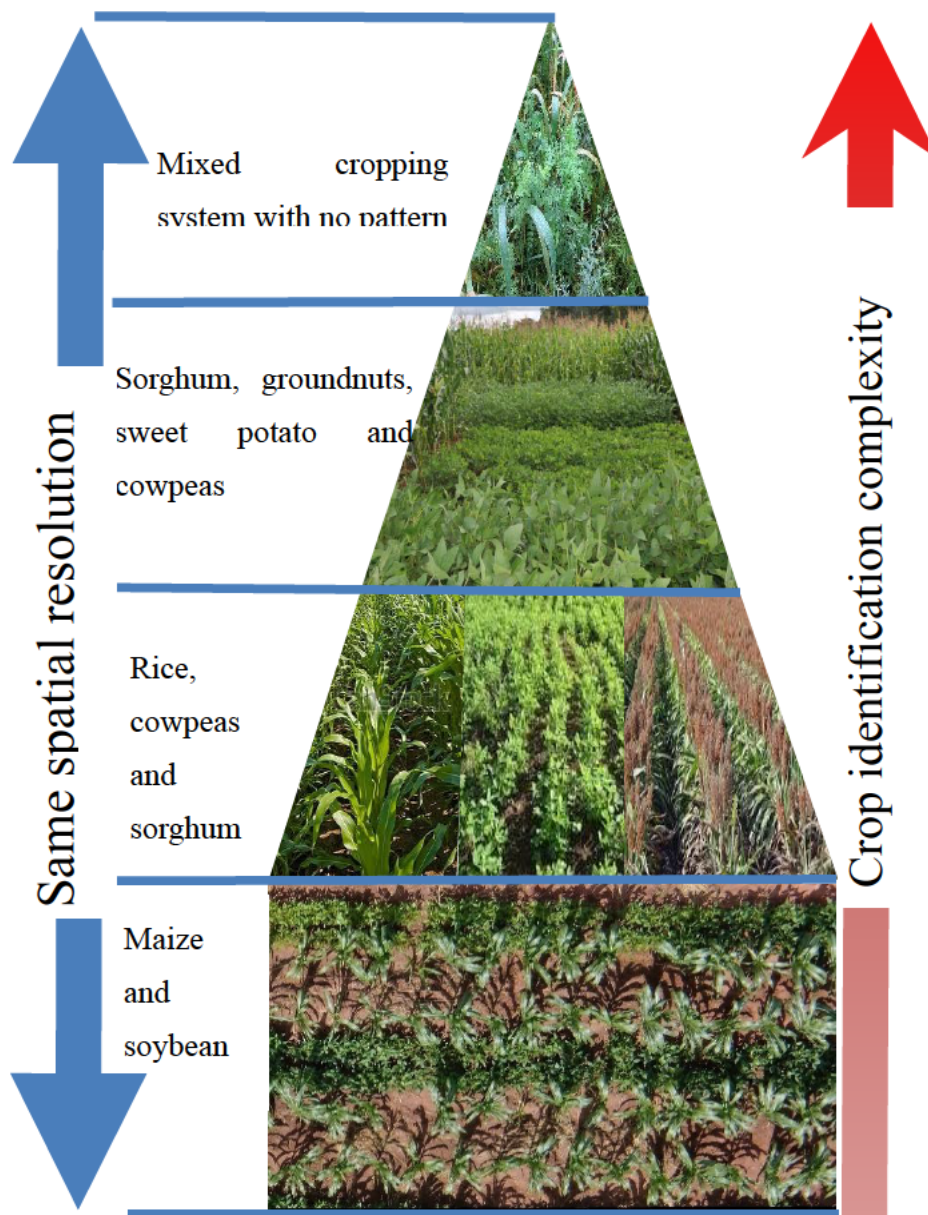 Mixed cropping
system with no pattern
Sorghum, groundnuts,
sweet potato and
cowpeas
Rice,
cowpeas
and
sorghum
Maize
and
soybean
Same spatial resolution
Crop identification complexity